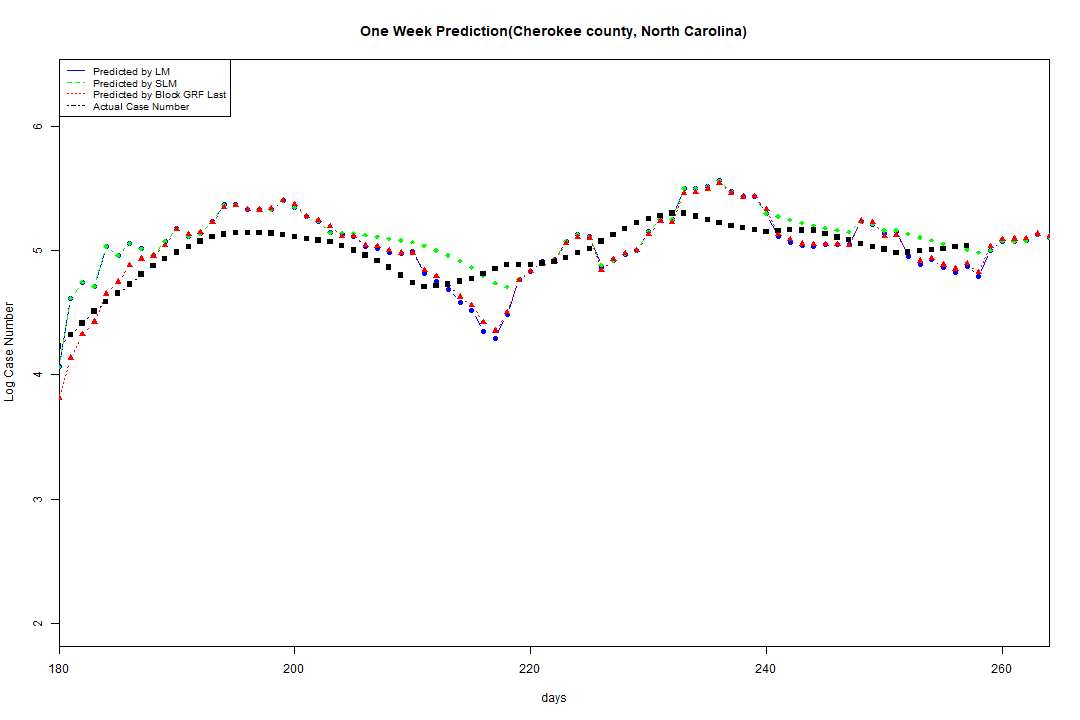 One Week Prediction(Cherokee county, North Carolina)
Predicted by LM
Predicted by SLM
Predicted by Block GRF Last
Actual Case Number
6
5
4
3
2
Log Case Number
180 200 220 240 260
days